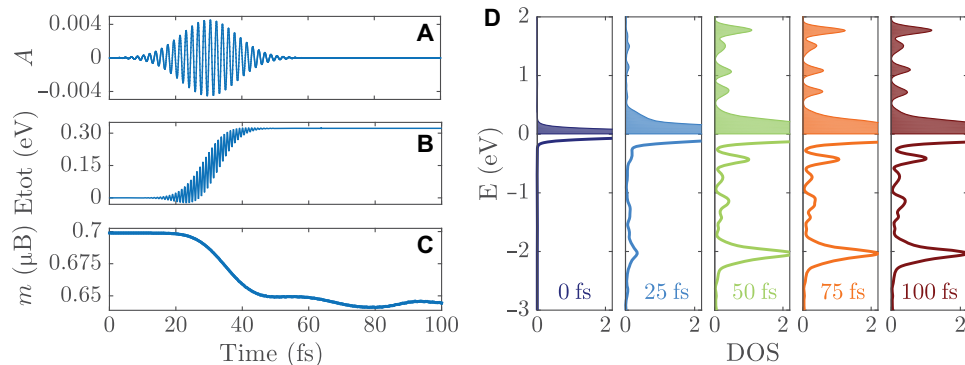 A
0.004
0
−0.004
A
B
0.30
0.15
0
Etot (eV)
C
0.7
0.675
0.65
m (μB)
0 20 40 60 80 100
Time (fs)
D
2
1
0
-1
-2
-3
E (eV)
0 fs 25 fs 50 fs 75 fs 100 fs
0 2 0 2 0 2 0 2 0 2
DOS